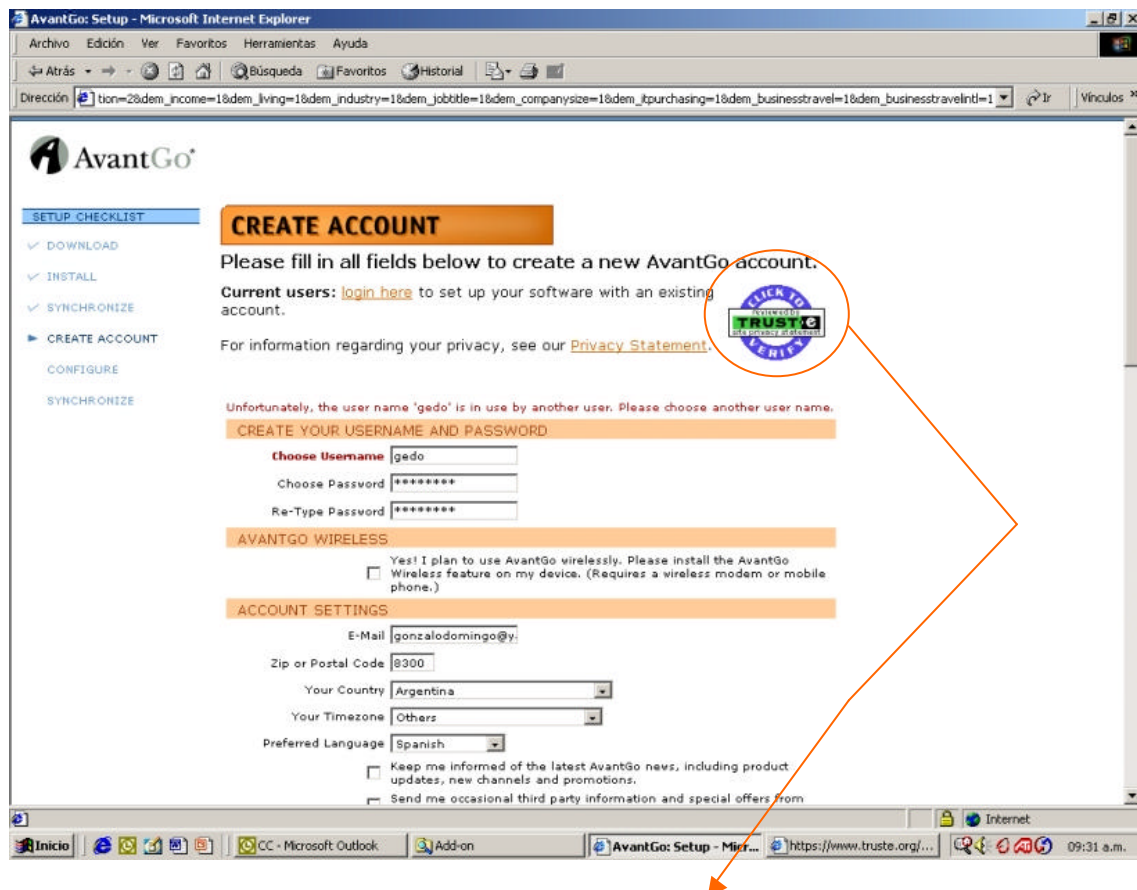 AvantGo: Setup - Microsoft Internet Explorer
Archivo Edición Ver Favoritos Herramientas Ayuda
Atrás Búsqueda Favoritos Historial
Dirección tion=2&dem_income=1&dem_living=1&dem_industry=1&dem_jobtitle=1&dem_companysize=1&dem_itpurchasing=1&dem_businesstravel=1&dem_businesstravelintl=1 Ir Vínculos »
AvantGo
SETUP CHECKLIST
DOWNLOAD
INSTALL
SYNCHRONIZE
CREATE ACCOUNT
CONFIGURE
SYNCHRONIZE
CREATE ACCOUNT
Please fill in all fields below to create a new AvantGo account.
Current users: login here to set up your software with an existing
account.
For information regarding your privacy, see our Privacy Statement.
CLICK TO
reviewed by
TRUSTe
site privacy statement
VERIFY
Unfortunately, the user name 'gedo' is in use by another user. Please choose another user name.
CREATE YOUR USERNAME AND PASSWORD
Choose Username gedo
Choose Password ********
Re-Type Password ********
AVANTGO WIRELESS
Yes! I plan to use AvantGo wirelessly. Please install the AvantGo
Wireless feature on my device. (Requires a wireless modem or mobile
phone.)
ACCOUNT SETTINGS
E-Mail gonzalodomingo@y
Zip or Postal Code 8300
Your Country Argentina
Your Timezone Others
Preferred Language Spanish
Keep me informed of the latest AvantGo news, including product
updates, new channels and promotions.
Send me occasional third party information and special offers from
Internet
Inicio CC - Microsoft Outlook Add-on AvantGo: Setup - Micr... https://www.truste.org/... 09:31 a.m.